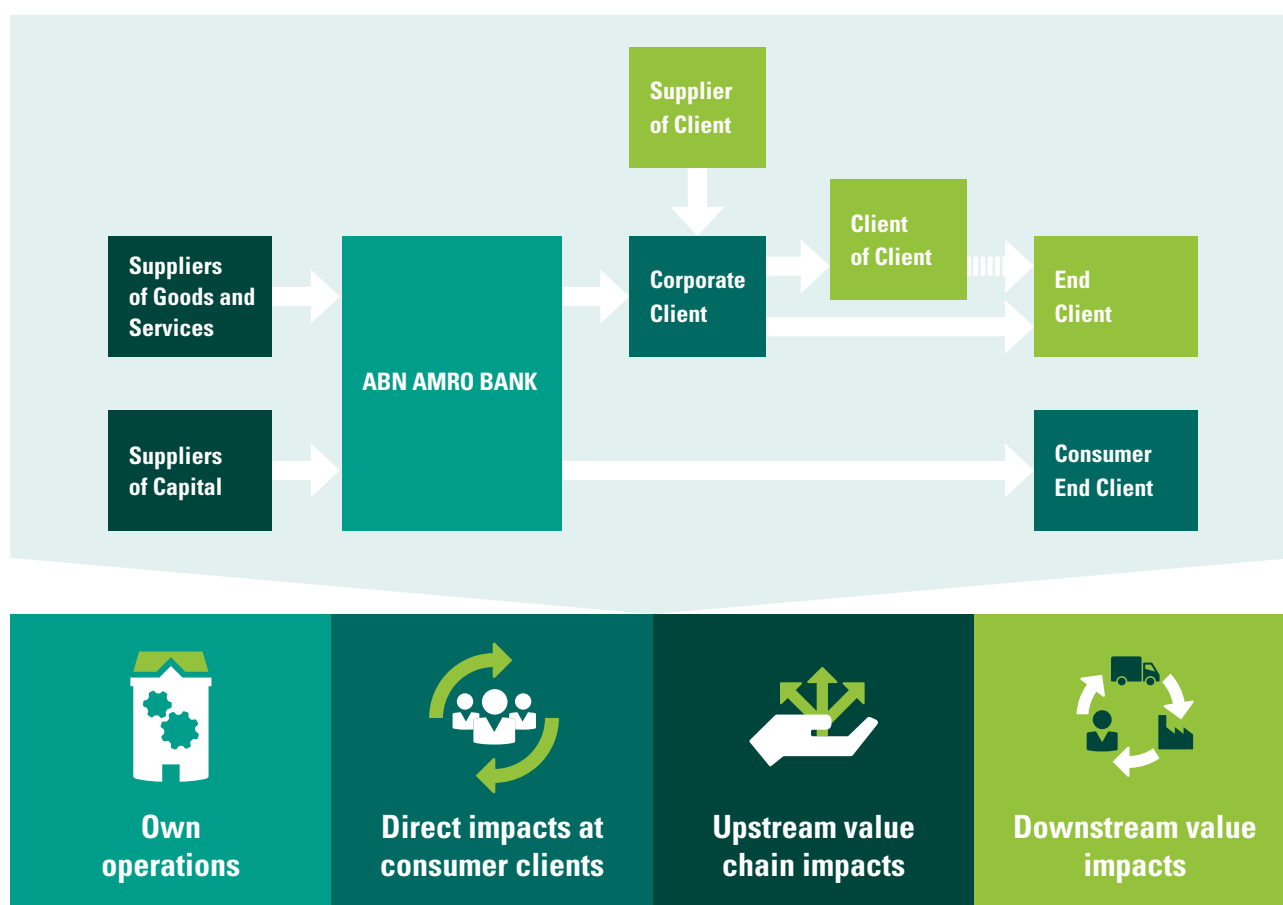 Supplier
of Client
Client
of Client
Suppliers
of Goods and
Services
Corporate
Client
End
Client
ABN AMRO BANK
Suppliers
of Capital
Consumer
End Client
Own
operations
Direct impacts at
consumer clients
Upstream value
chain impacts
Downstream value
impacts